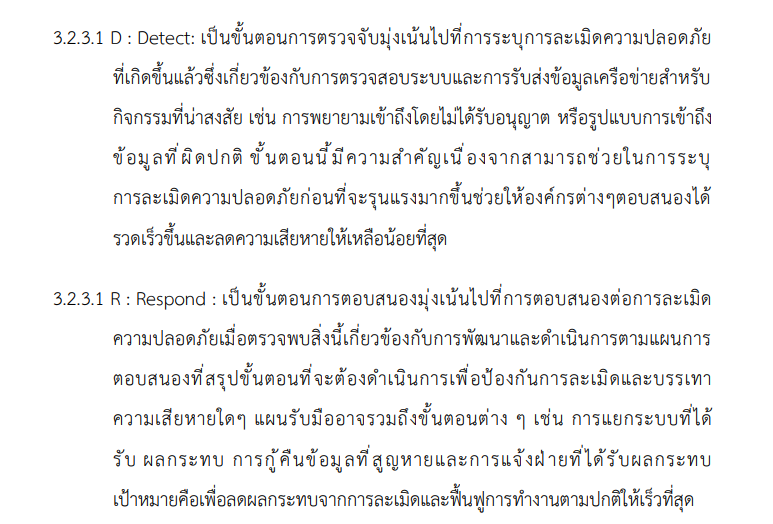 3.2.3.1 D : Detect: เป็นขั้นตอนการตรวจจับมุ่งเน้นไปที่การระบุการละเมิดความปลอดภัย
ที่เกิดขึ้นแล้วซึ่งเกี่ยวข้องกับการตรวจสอบระบบและการรับส่งข้อมูลเครือข่ายสำหรับ
กิจกรรมที่น่าสงสัย เช่น การพยายามเข้าถึงโดยไม่ได้รับอนุญาต หรือรูปแบบการเข้าถึง
ข้อมูลที่ผิดปกติ ขั้นตอนนี้มีความสำคัญเนื่องจากสามารถช่วยในการระบุ
การละเมิดความปลอดภัยก่อนที่จะรุนแรงมากขึ้นช่วยให้องค์กรต่างๆตอบสนองได้
รวดเร็วขึ้นและลดความเสียหายให้เหลือน้อยที่สุด
3.2.3.1 R : Respond : เป็นขั้นตอนการตอบสนองมุ่งเน้นไปที่การตอบสนองต่อการละเมิด
ความปลอดภัยเมื่อตรวจพบสิ่งนี้เกี่ยวข้องกับการพัฒนาและดำเนินการตามแผนการ
ตอบสนองที่สรุปขั้นตอนที่จะต้องดำเนินการเพื่อป้องกันการละเมิดและบรรเทา
ความเสียหายใดๆ แผนรับมืออาจรวมถึงขั้นตอนต่าง ๆ เช่น การแยกระบบที่ได้
รับ ผลกระทบ การกู้คืนข้อมูลที่สูญหายและการแจ้งฝ่ายที่ได้รับผลกระทบ
เป้าหมายคือเพื่อลดผลกระทบจากการละเมิดและฟื้นฟูการทำงานตามปกติให้เร็วที่สุด